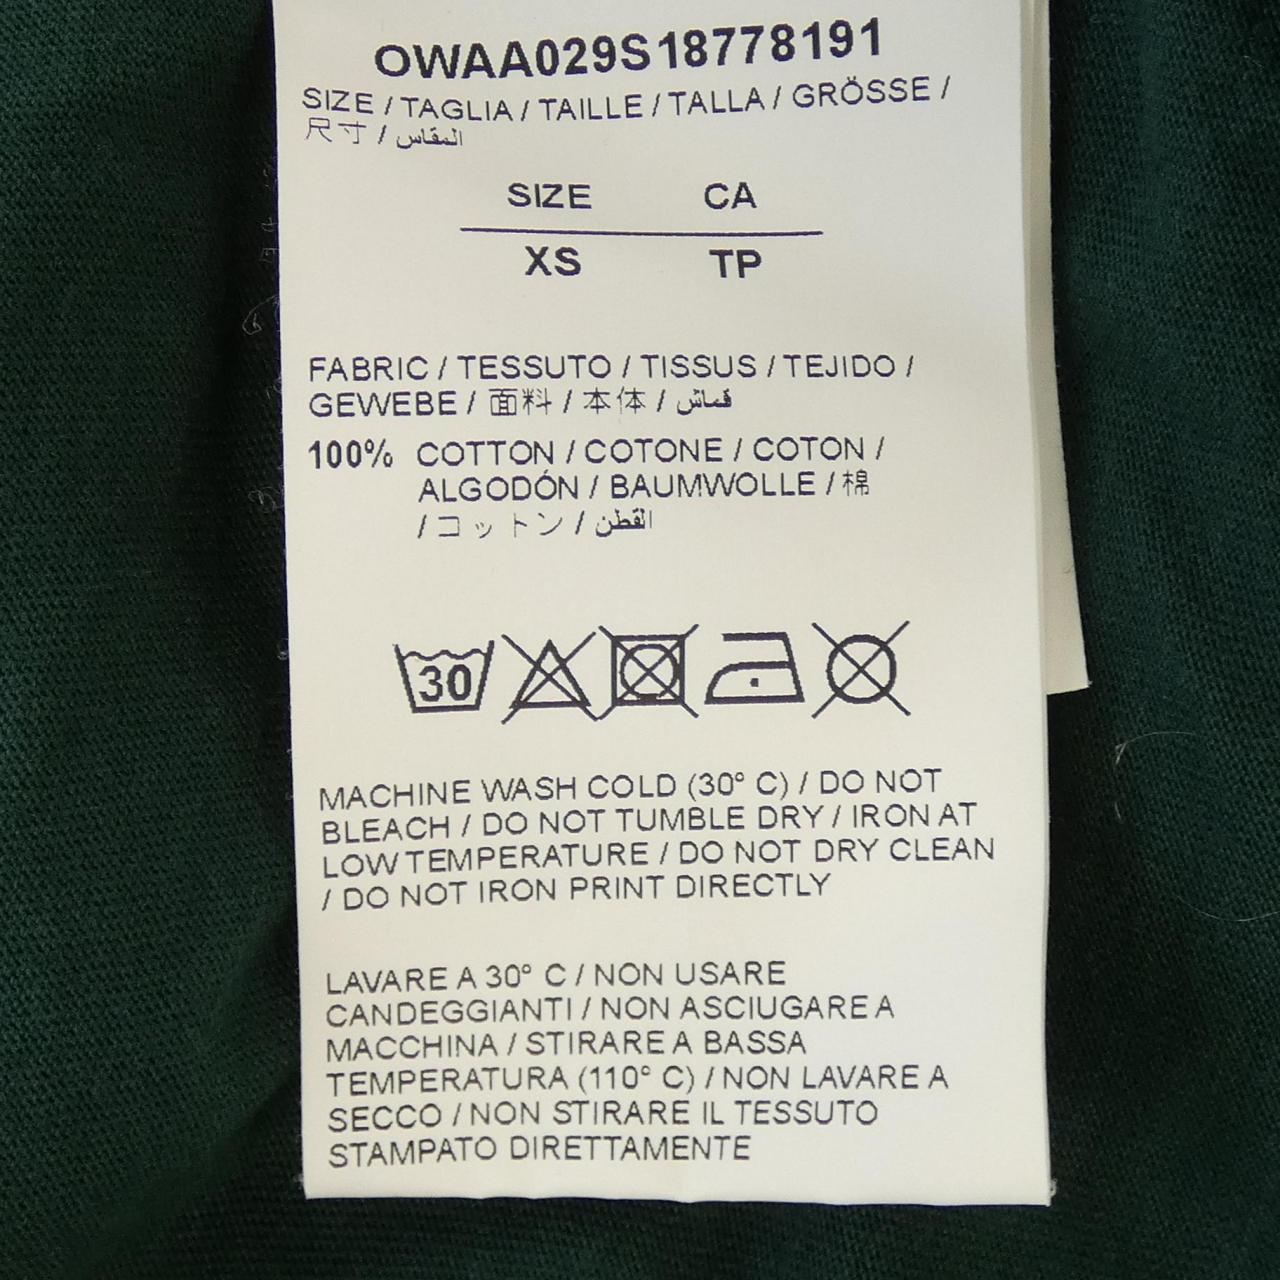 OWAA029S18778191
SIZE / TAGLIA / TAILLE / TALLA / GRÖSSE /
尺寸 / المقاس
SIZE CA
XS TP
FABRIC / TESSUTO / TISSUS / TEJIDO /
GEWEBE / 面料 / 本体 / قماش
100% COTTON / COTONE / COTON /
ALGODÓN / BAUMWOLLE / 棉
/ コットン / القطن
30
MACHINE WASH COLD (30° C) / DO NOT
BLEACH / DO NOT TUMBLE DRY / IRON AT
LOW TEMPERATURE / DO NOT DRY CLEAN
/ DO NOT IRON PRINT DIRECTLY
LAVARE A 30° C / NON USARE
CANDEGGIANTI / NON ASCIUGARE A
MACCHINA / STIRARE A BASSA
TEMPERATURA (110° C) / NON LAVARE A
SECCO / NON STIRARE IL TESSUTO
STAMPATO DIRETTAMENTE